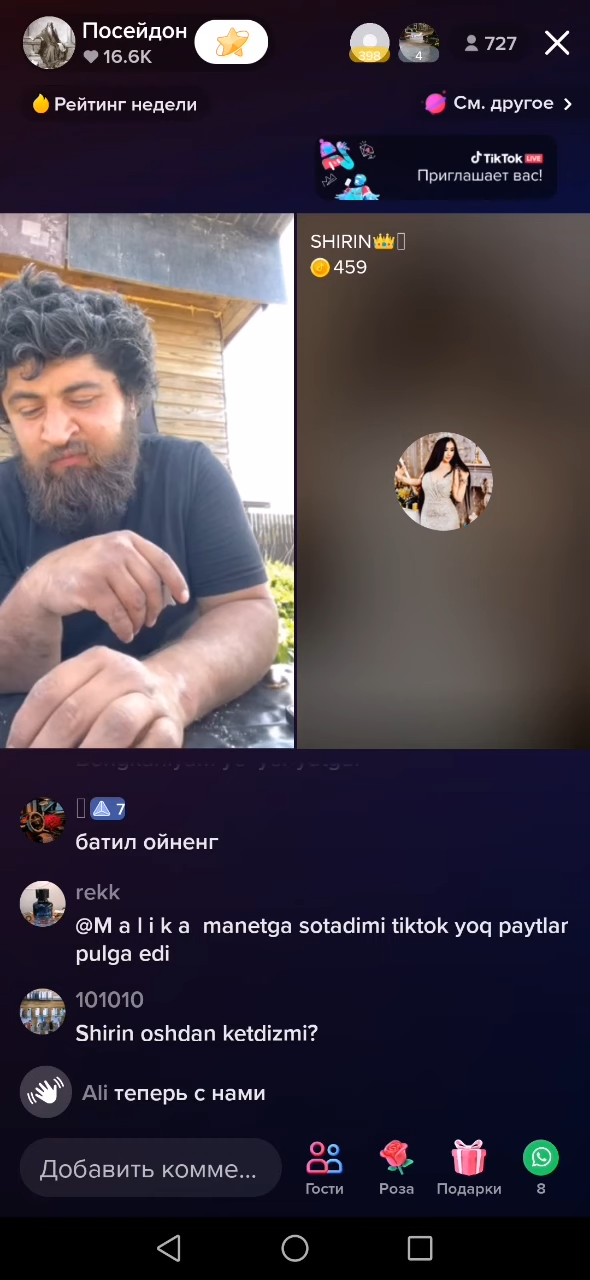 Посейдон
16.6K
398
4
727
Рейтинг недели
См. другое
TikTok LIVE
Приглашает вас!
SHIRIN
459
7
батил ойненг
rekk
@M a l i k a manetga sotadimi tiktok yoq paytlar
pulga edi
101010
Shirin oshdan ketdizmi?
Ali теперь с нами
Добавить комме...
Гости
Роза
Подарки
8